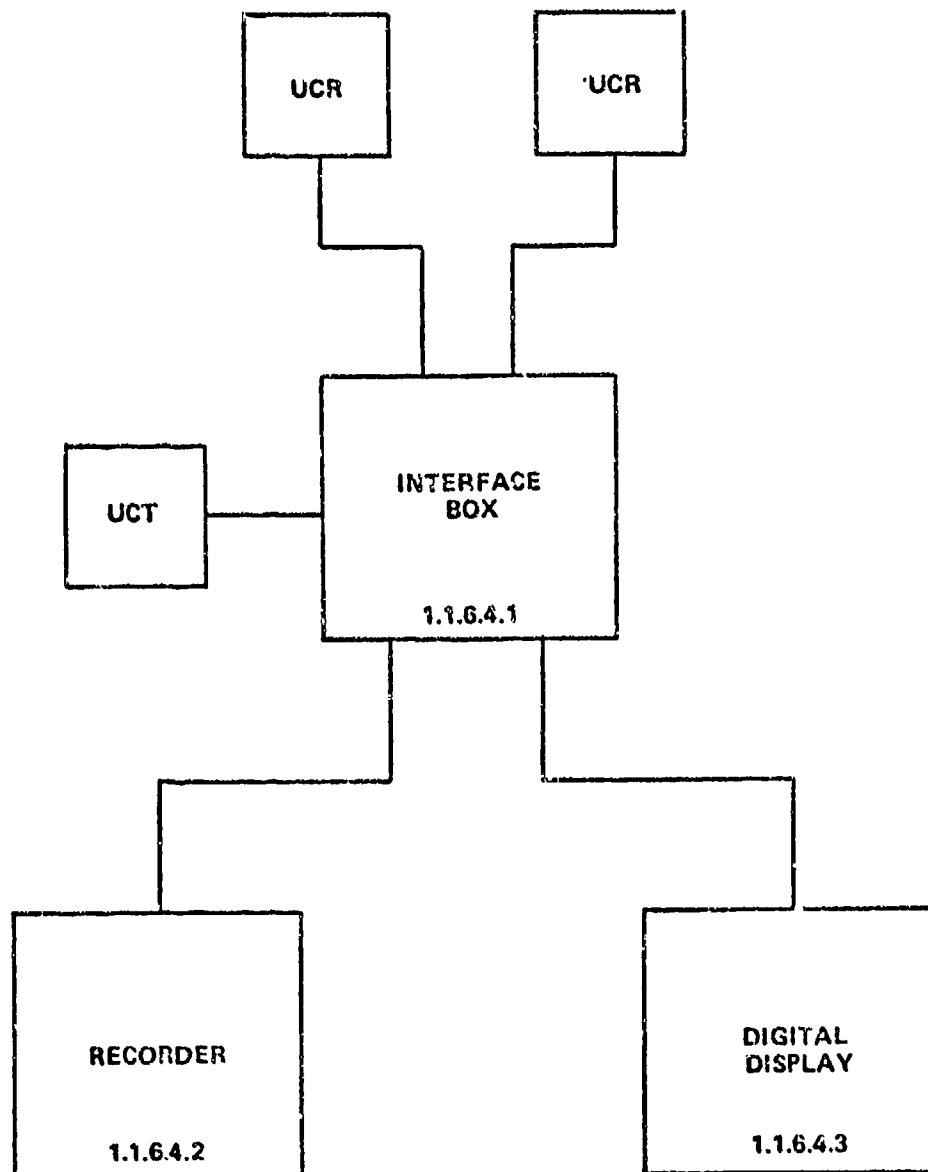 UCR
UCR
INTERFACE
BOX
UCT
1.1.6.4.1
RECORDER
DIGITAL
DISPLAY
1.1.6.4.2
1.1.6.4.3